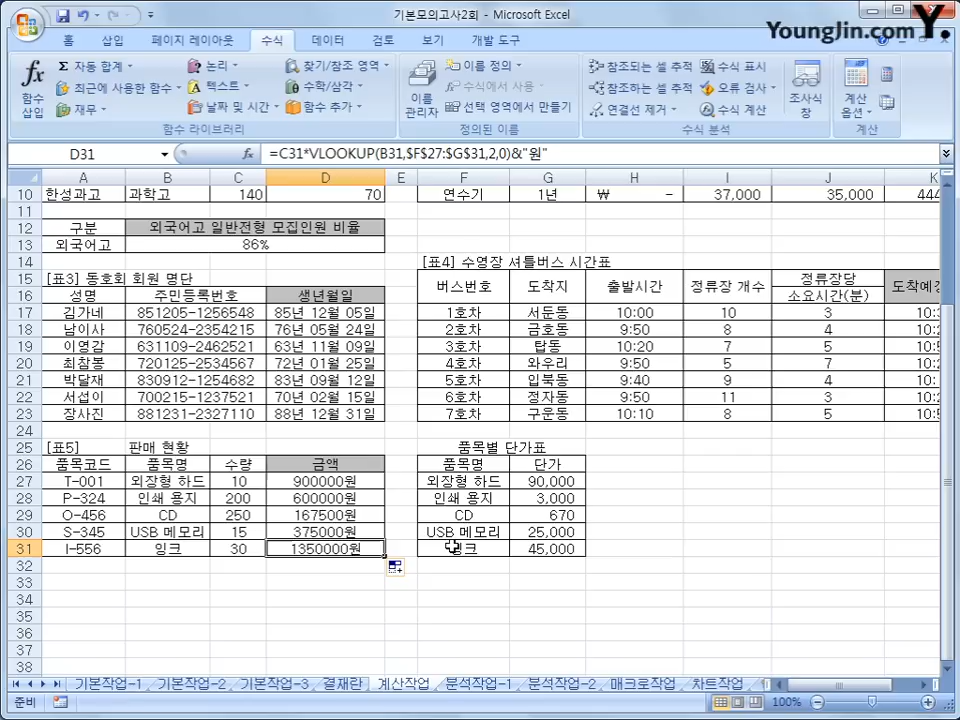 기본모의고사2회 - Microsoft Excel
YoungJin.com Y.
홈 삽입 페이지 레이아웃 수식 데이터 검토 보기 개발 도구
함수 삽입
Σ 자동 합계
최근에 사용한 함수
재무
논리
텍스트
날짜 및 시간
찾기/참조 영역
수학/삼각
함수 추가
함수 라이브러리
이름 관리자
이름 정의
수식에서 사용
선택 영역에서 만들기
정의된 이름
참조되는 셀 추적
참조하는 셀 추적
연결선 제거
수식 표시
오류 검사
수식 계산
수식 분석
조사식 창
계산 옵션
계산
D31 fx =C31*VLOOKUP(B31,$F$27:$G$31,2,0)&"원"
A B C D E F G H I J K
10 한성과고 과학고 140 70 연수기 1년 ₩ - 37,000 35,000 444
11
12 구분 외국어고 일반전형 모집인원 비율
13 외국어고 86%
14 [표4] 수영장 셔틀버스 시간표
15 [표3] 동호회 회원 명단 버스번호 도착지 출발시간 정류장 개수 정류장당 도착예정
16 성명 주민등록번호 생년월일 소요시간(분)
17 김가네 851205-1256548 85년 12월 05일 1호차 서둔동 10:00 10 3 10:
18 남이사 760524-2354215 76년 05월 24일 2호차 금호동 9:50 8 4 10:
19 이영감 631109-2462521 63년 11월 09일 3호차 탑동 10:20 7 5 10:
20 최참봉 720125-2534567 72년 01월 25일 4호차 와우리 9:50 5 7 10:
21 박달재 830912-1254682 83년 09월 12일 5호차 입북동 9:40 9 4 10:
22 서섭이 700215-1237521 70년 02월 15일 6호차 정자동 9:50 11 3 10:
23 장사진 881231-2327110 88년 12월 31일 7호차 구운동 10:10 8 5 10:
24
25 [표5] 판매 현황 품목별 단가표
26 품목코드 품목명 수량 금액 품목명 단가
27 T-001 외장형 하드 10 900000원 외장형 하드 90,000
28 P-324 인쇄 용지 200 600000원 인쇄 용지 3,000
29 O-456 CD 250 167500원 CD 670
30 S-345 USB 메모리 15 375000원 USB 메모리 25,000
31 I-556 잉크 30 1350000원 잉크 45,000
32
33
34
35
36
37
38
기본작업-1 기본작업-2 기본작업-3 결재란 계산작업 분석작업-1 분석작업-2 매크로작업 차트작업
준비 100%